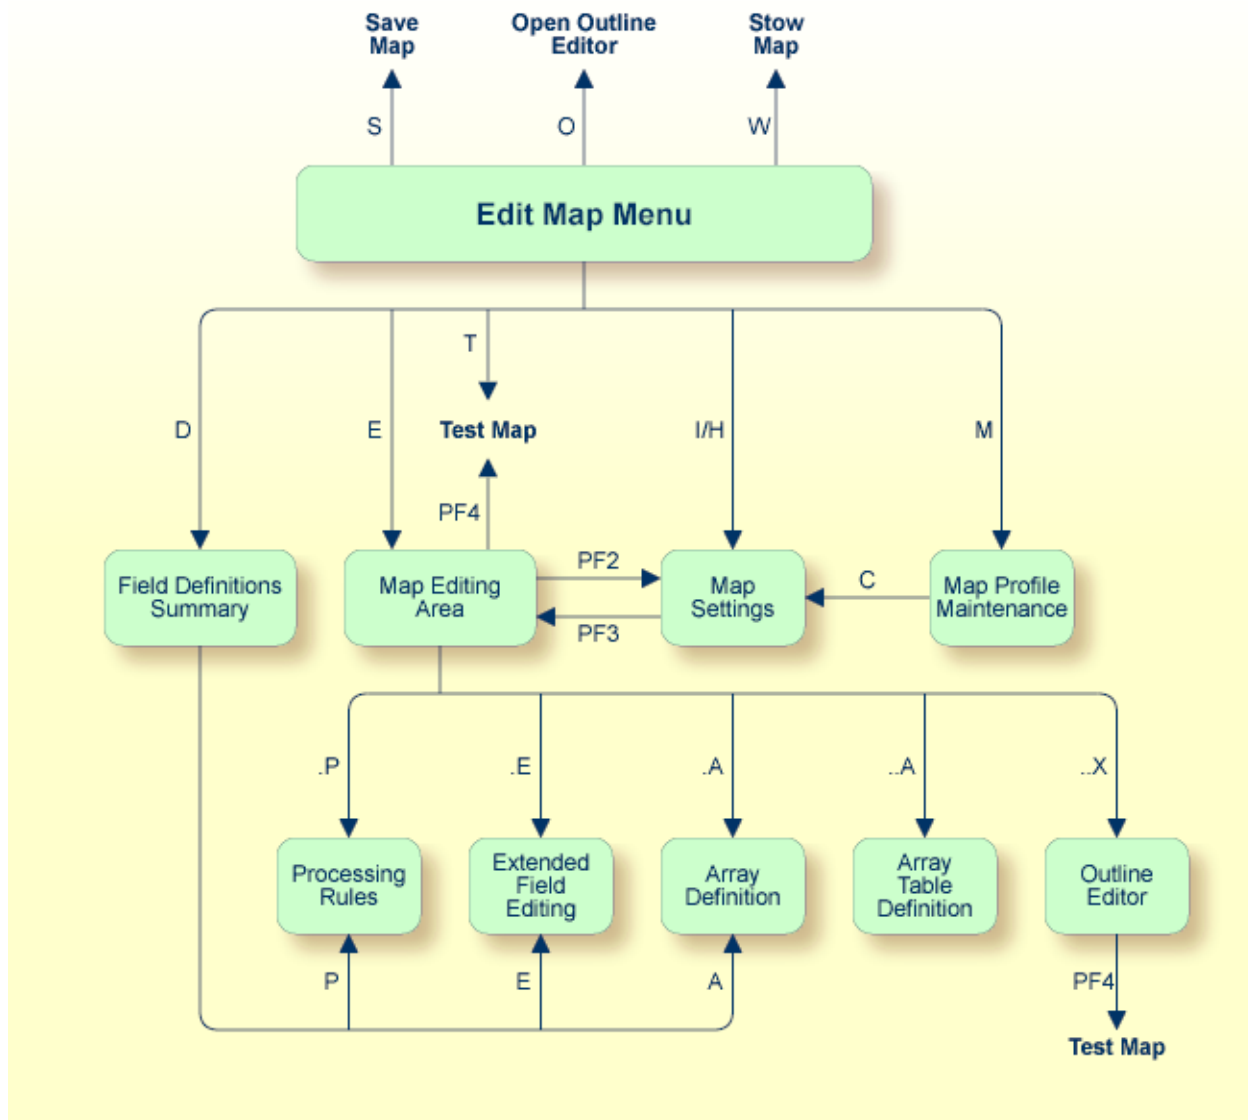 Save
Map
Open Outline
Editor
Stow
Map
S
O
W
Edit Map Menu
T
D
E
Test Map
I/H
M
PF4
Field Definitions
Summary
Map Editing
Area
PF2
PF3
Map
Settings
C
Map Profile
Maintenance
.P
.E
.A
..A
..X
Processing
Rules
Extended
Field
Editing
Array
Definition
Array
Table
Definition
Outline
Editor
P
E
A
PF4
Test Map